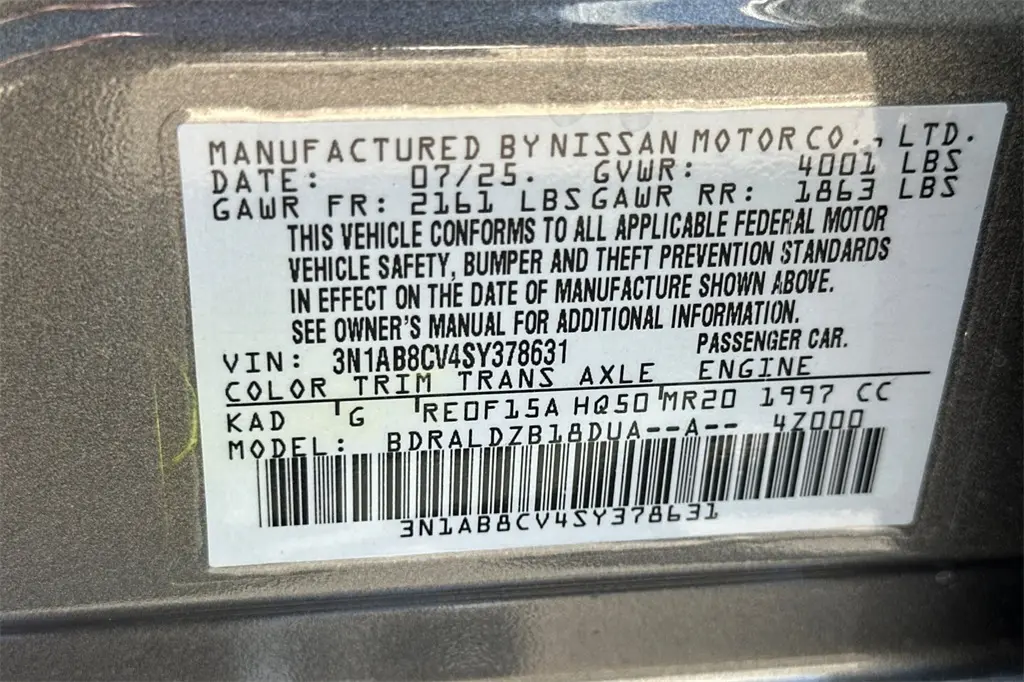 MANUFACTURED BY NISSAN MOTOR CO., LTD.
DATE: 07/25. GVWR: 4001 LBS
GAWR FR: 2161 LBS GAWR RR: 1863 LBS
THIS VEHICLE CONFORMS TO ALL APPLICABLE FEDERAL MOTOR
VEHICLE SAFETY, BUMPER AND THEFT PREVENTION STANDARDS
IN EFFECT ON THE DATE OF MANUFACTURE SHOWN ABOVE.
SEE OWNER'S MANUAL FOR ADDITIONAL INFORMATION.
VIN: 3N1AB8CV4SY378631 PASSENGER CAR.
COLOR TRIM TRANS AXLE ENGINE
KAD G RE0F15A HQ50 MR20 1997 CC
MODEL: BDRALDZB18DUA--A-- 4Z000
3N1AB8CV4SY378631